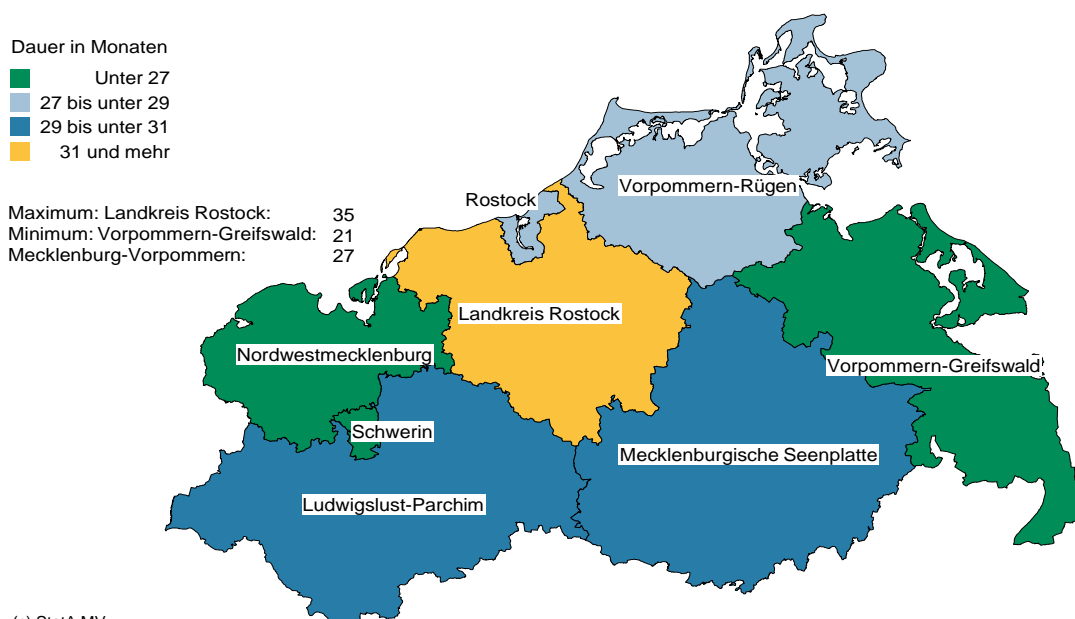 Dauer in Monaten
Unter 27
27 bis unter 29
29 bis unter 31
31 und mehr
Maximum: Landkreis Rostock: 35
Minimum: Vorpommern-Greifswald: 21
Mecklenburg-Vorpommern: 27
Vorpommern-Rügen
Rostock
Landkreis Rostock
Nordwestmecklenburg
Vorpommern-Greifswald
Schwerin
Mecklenburgische Seenplatte
Ludwigslust-Parchim
(c) StatA MV